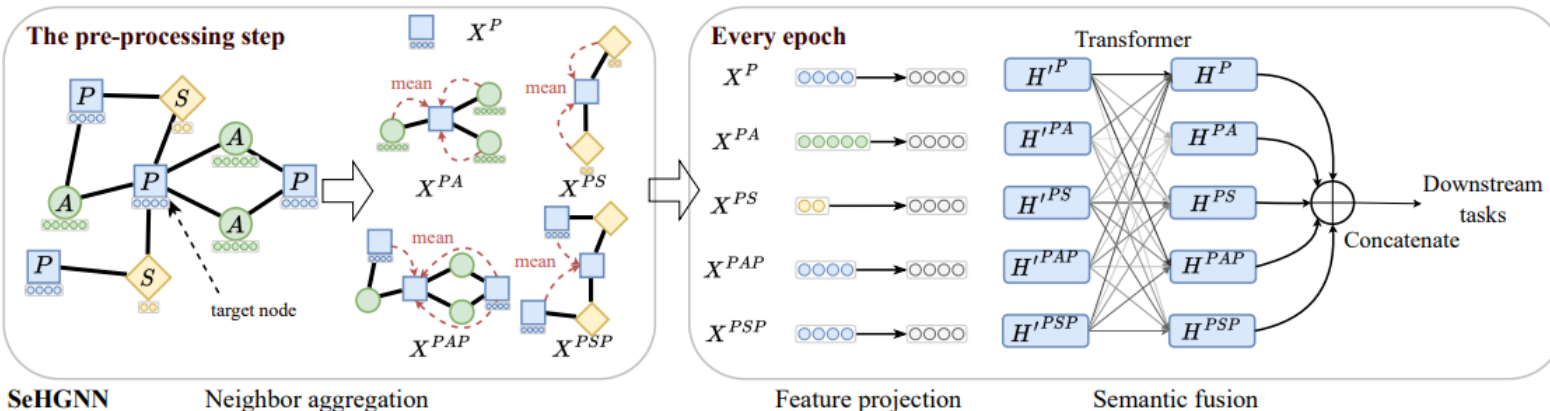 The pre-processing step
P
S
A
P
P
A
A
P
S
target node
X^P
mean
X^{PA}
mean
X^{PS}
mean
X^{PAP}
mean
X^{PSP}
Every epoch
Transformer
X^P
H'^P
H^P
X^{PA}
H'^{PA}
H^{PA}
X^{PS}
H'^{PS}
H^{PS}
X^{PAP}
H'^{PAP}
H^{PAP}
X^{PSP}
H'^{PSP}
H^{PSP}
Concatenate
Downstream
tasks
SeHGNN
Neighbor aggregation
Feature projection
Semantic fusion